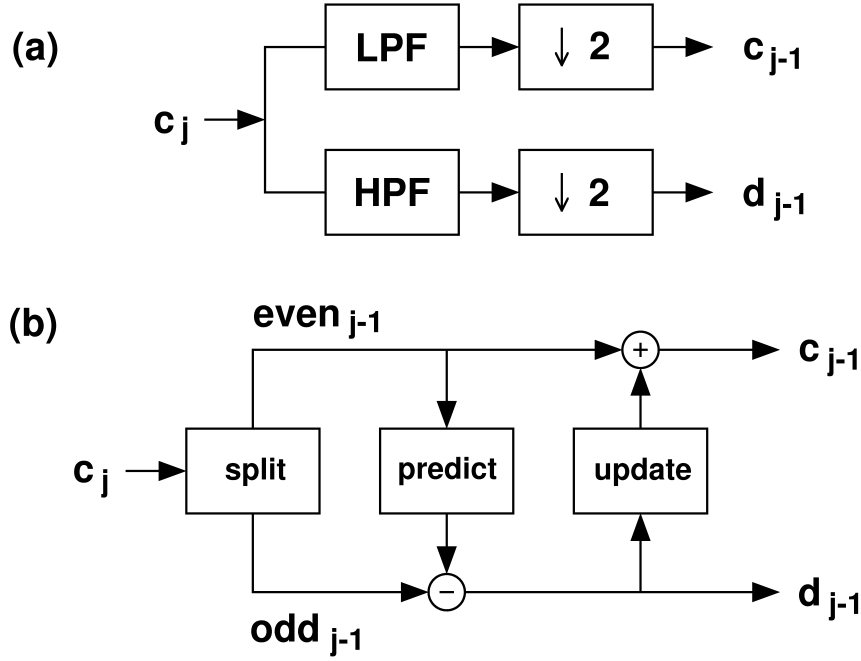 (a)
LPF
↓ 2
c j-1
c j
HPF
↓ 2
d j-1
(b)
even j-1
+
c j-1
c j
split
predict
update
−
d j-1
odd j-1